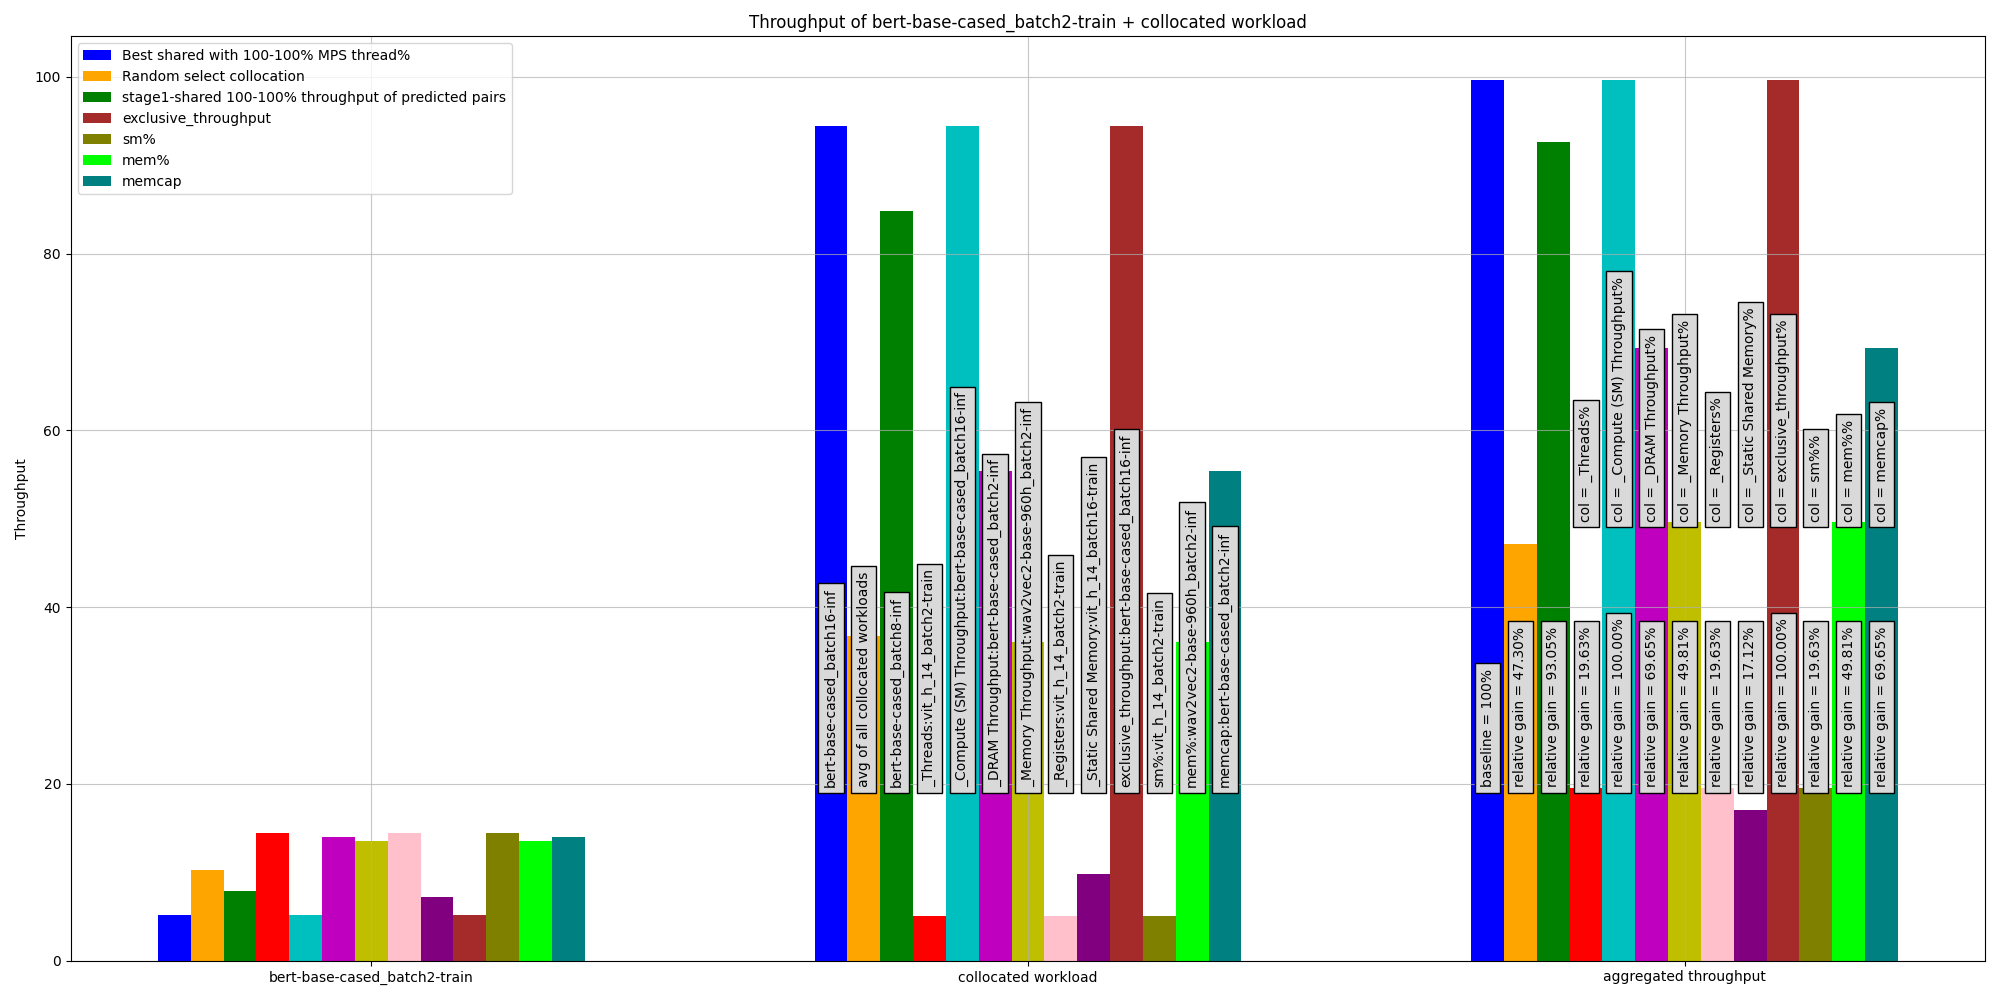 Throughput of bert-base-cased_batch2-train + collocated workload
Best shared with 100-100% MPS thread%
Random select collocation
stage1-shared 100-100% throughput of predicted pairs
exclusive_throughput
sm%
mem%
memcap
Throughput
100
80
60
40
20
0
bert-base-cased_batch16-inf
avg of all collocated workloads
bert-base-cased_batch8-inf
_Threads:vit_h_14_batch2-train
_Compute (SM) Throughput:bert-base-cased_batch16-inf
_DRAM Throughput:bert-base-cased_batch2-inf
_Memory Throughput:wav2vec2-base-960h_batch2-inf
_Registers:vit_h_14_batch2-train
_Static Shared Memory:vit_h_14_batch16-train
exclusive_throughput:bert-base-cased_batch16-inf
sm%:vit_h_14_batch2-train
mem%:wav2vec2-base-960h_batch2-inf
memcap:bert-base-cased_batch2-inf
col = _Threads%
col = _Compute (SM) Throughput%
col = _DRAM Throughput%
col = _Memory Throughput%
col = _Registers%
col = _Static Shared Memory%
col = exclusive_throughput%
col = sm%%
col = mem%%
col = memcap%
baseline = 100%
relative gain = 47.30%
relative gain = 93.05%
relative gain = 19.63%
relative gain = 100.00%
relative gain = 69.65%
relative gain = 49.81%
relative gain = 19.63%
relative gain = 17.12%
relative gain = 100.00%
relative gain = 19.63%
relative gain = 49.81%
relative gain = 69.65%
bert-base-cased_batch2-train
collocated workload
aggregated throughput